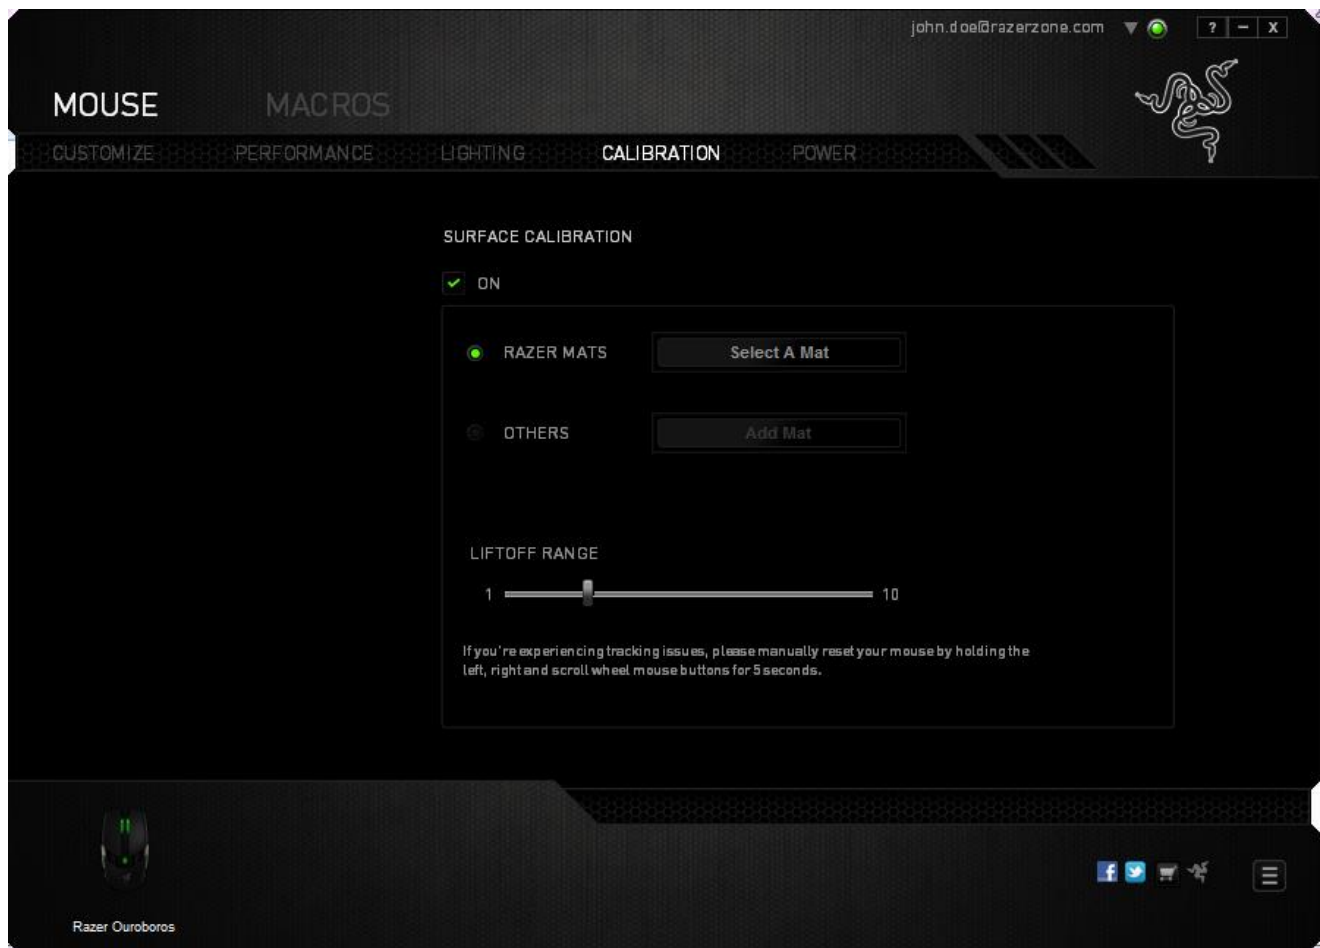 john.doe@razerzone.com ? – X
MOUSE MACROS
CUSTOMIZE PERFORMANCE LIGHTING CALIBRATION POWER
SURFACE CALIBRATION
ON
RAZER MATS Select A Mat
OTHERS Add Mat
LIFTOFF RANGE
1 10
If you're experiencing tracking issues, please manually reset your mouse by holding the
left, right and scroll wheel mouse buttons for 5 seconds.
Razer Ouroboros